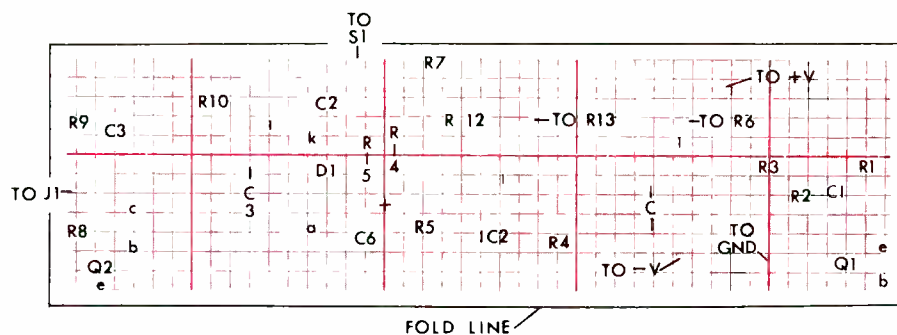 TO
S1
R7
TO +V
R10
C2
R9
C3
k
R
R
R 12
TO R13
TO R6
5
4
D1
R3
R1
TO J1
C
3
R2
C1
c
C
R8
b
a
C6
R5
IC2
R4
TO
GND
e
Q2
e
TO −V
Q1
b
FOLD LINE